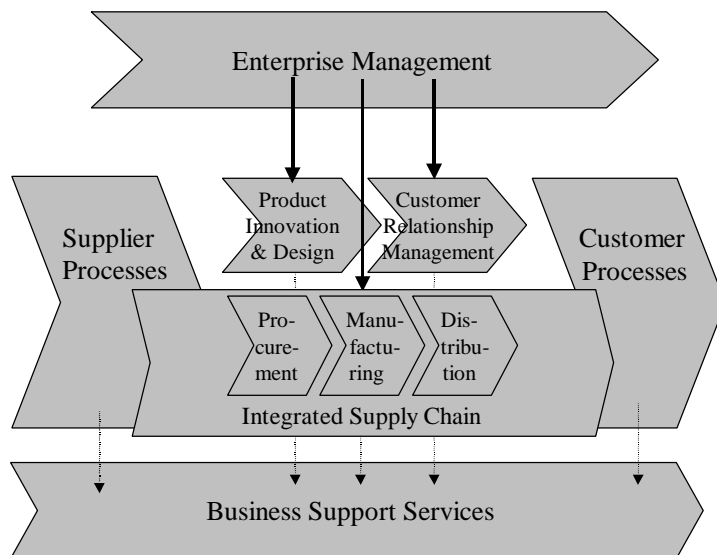 Enterprise Management
Product
Innovation
& Design
Customer
Relationship
Management
Supplier
Processes
Customer
Processes
Pro-
cure-
ment
Manu-
factu-
ring
Dis-
tribu-
tion
Integrated Supply Chain
Business Support Services